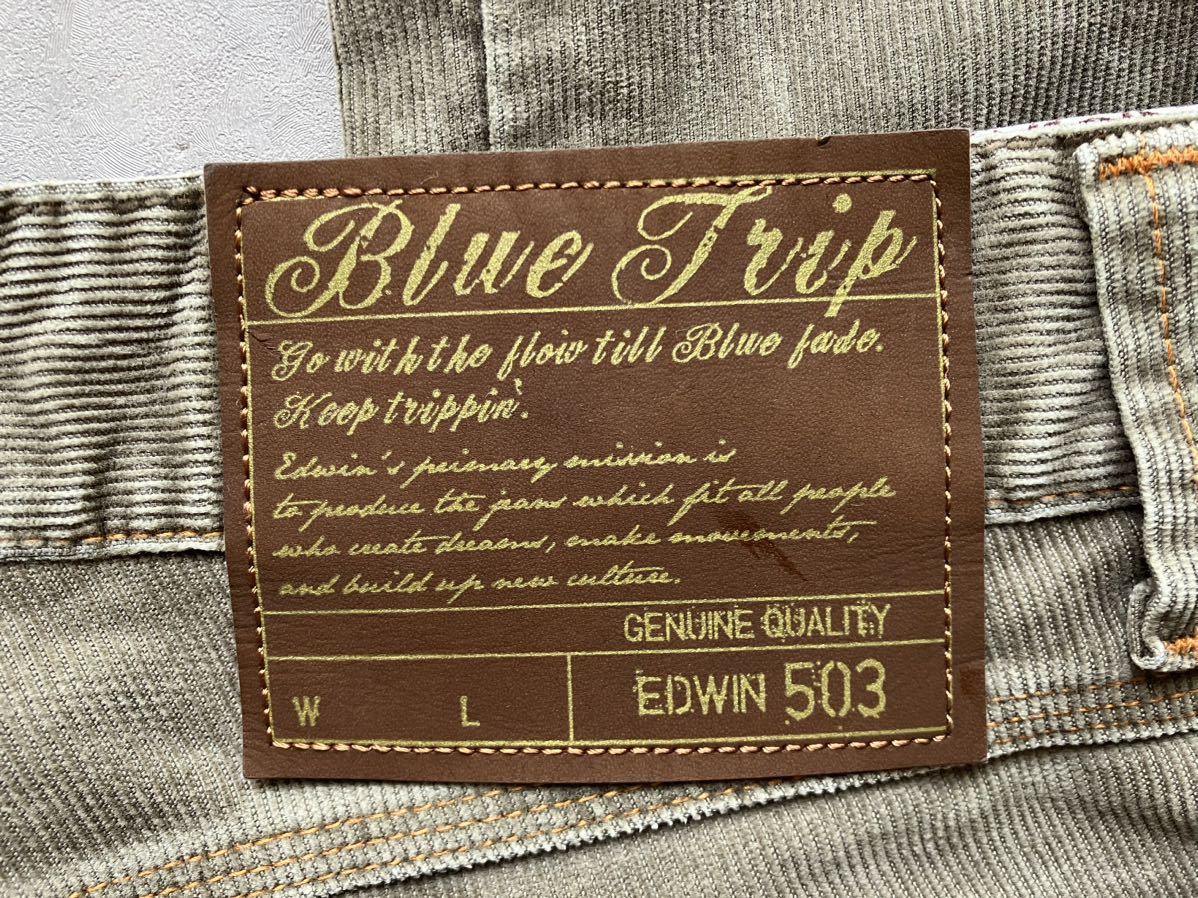 Blue Trip
Go with the flow till Blue fade.
Keep trippin'.
Edwin's primary mission is
to produce the jeans which fit all people
who create dreams, make movements,
and build up new culture.
GENUINE QUALITY
W L EDWIN 503